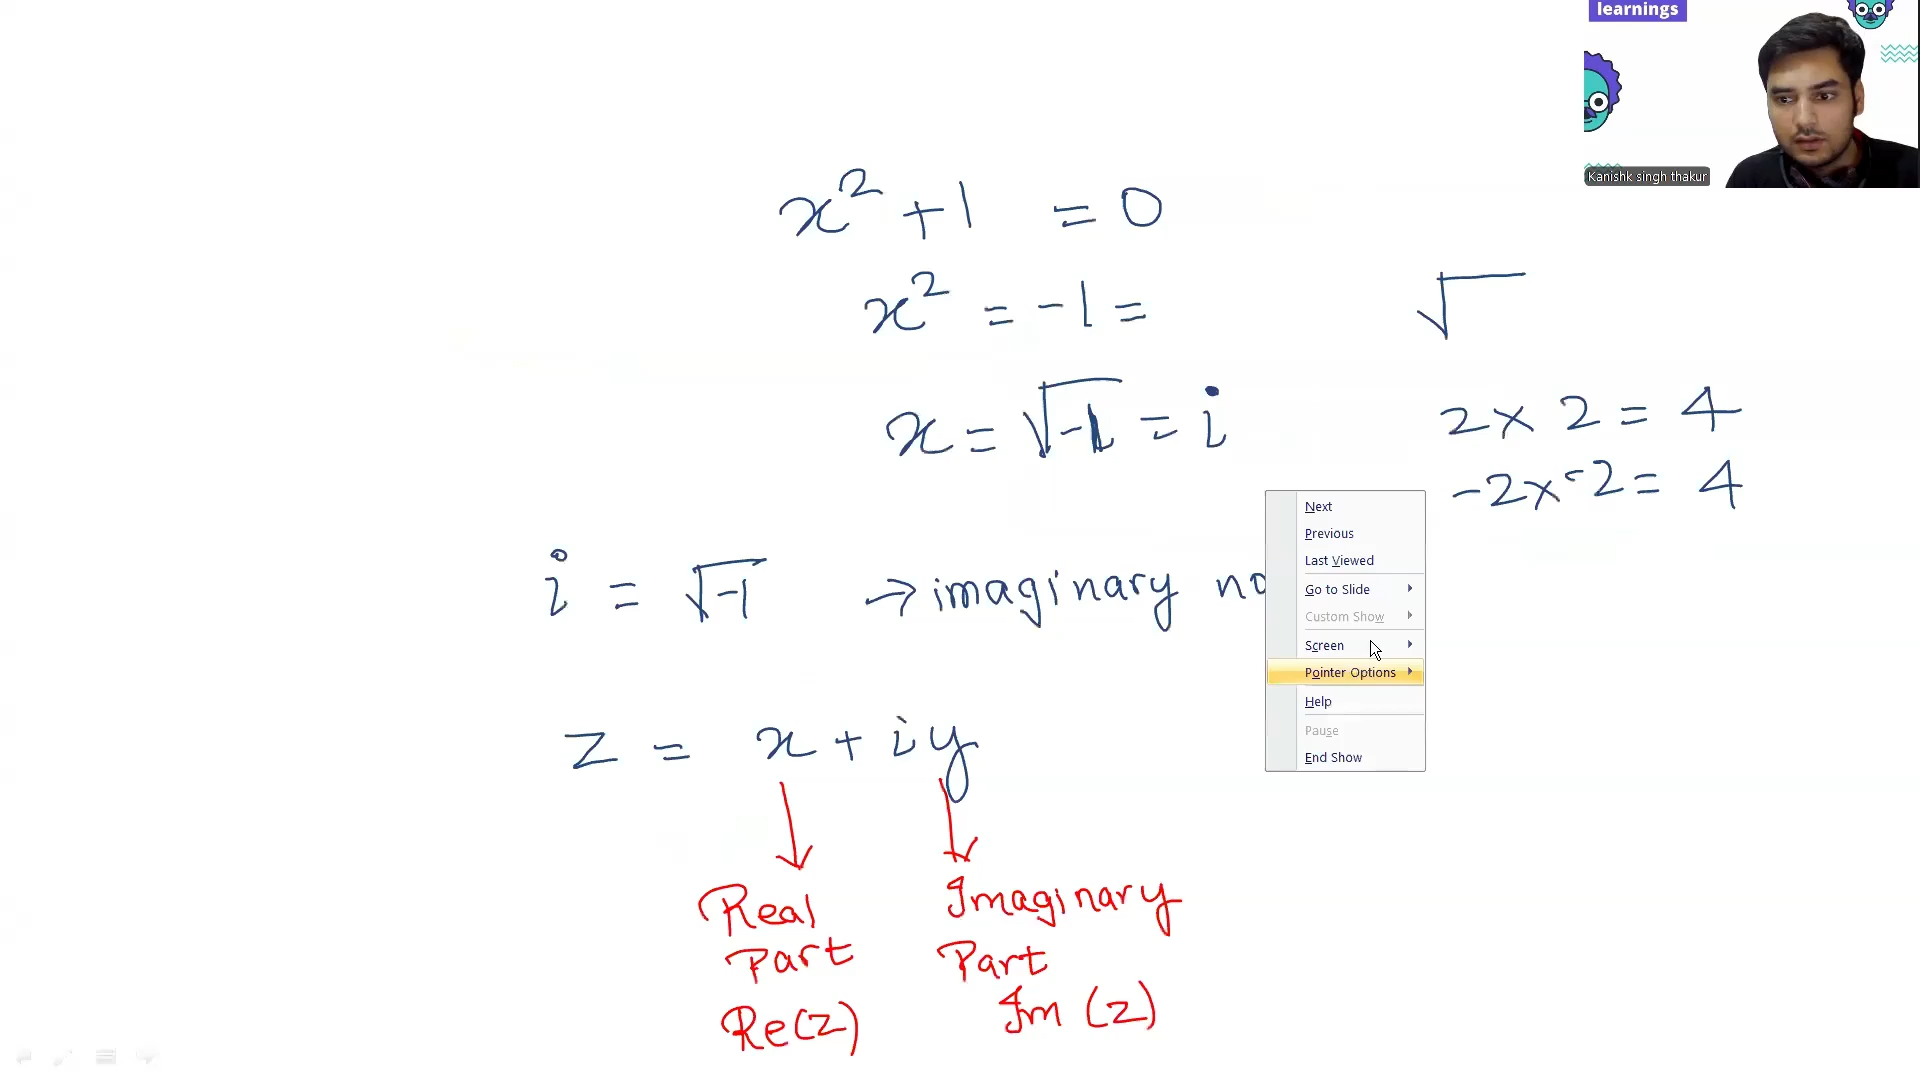 learnings
Kanishk singh thakur
x² + 1 = 0
x² = -1 =
x = √-1 = i
√
2 x 2 = 4
-2 x -2 = 4
i = √-1 → imaginary no
Next
Previous
Last Viewed
Go to Slide
Custom Show
Screen
Pointer Options
Help
Pause
End Show
z = x + iy
Real Part Re(z)
Imaginary Part Im (z)